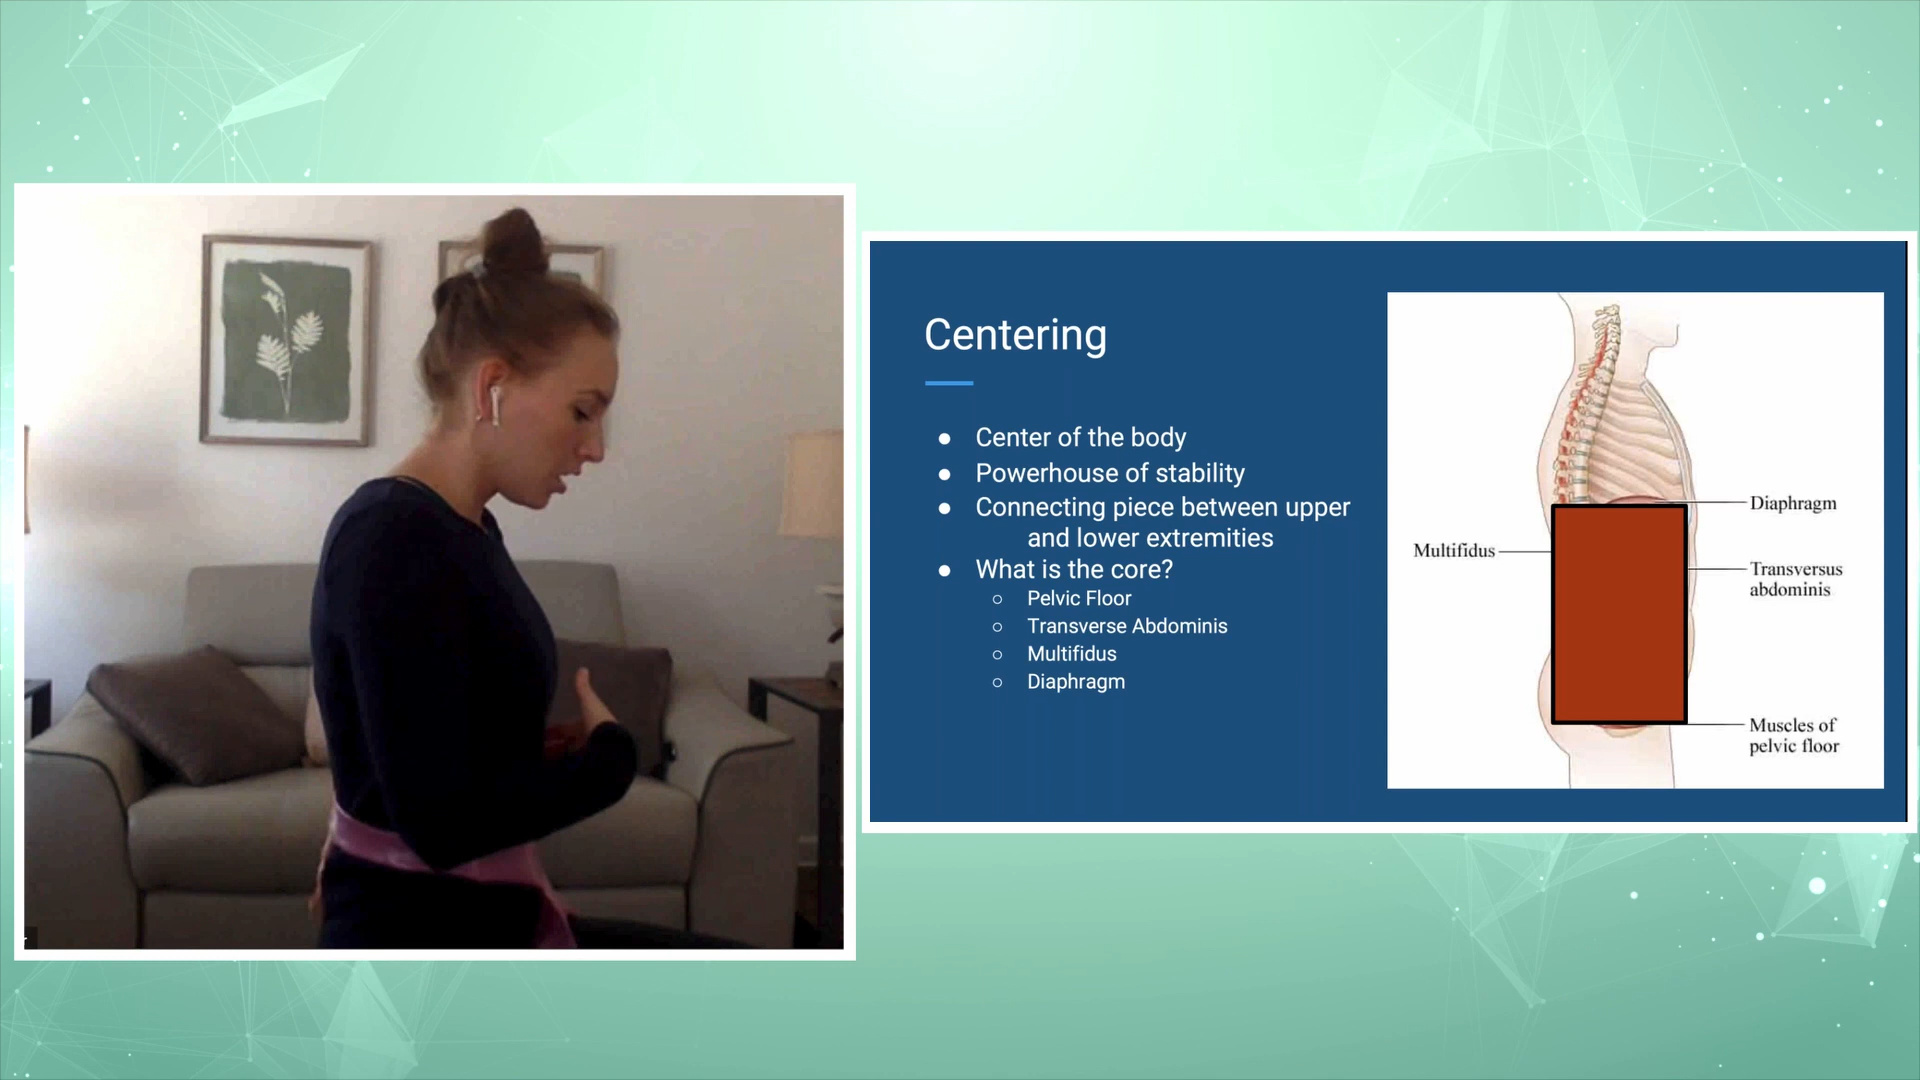 Centering
● Center of the body
● Powerhouse of stability
● Connecting piece between upper
and lower extremities
● What is the core?
○ Pelvic Floor
○ Transverse Abdominis
○ Multifidus
○ Diaphragm
Diaphragm
Multifidus
Transversus
abdominis
Muscles of
pelvic floor